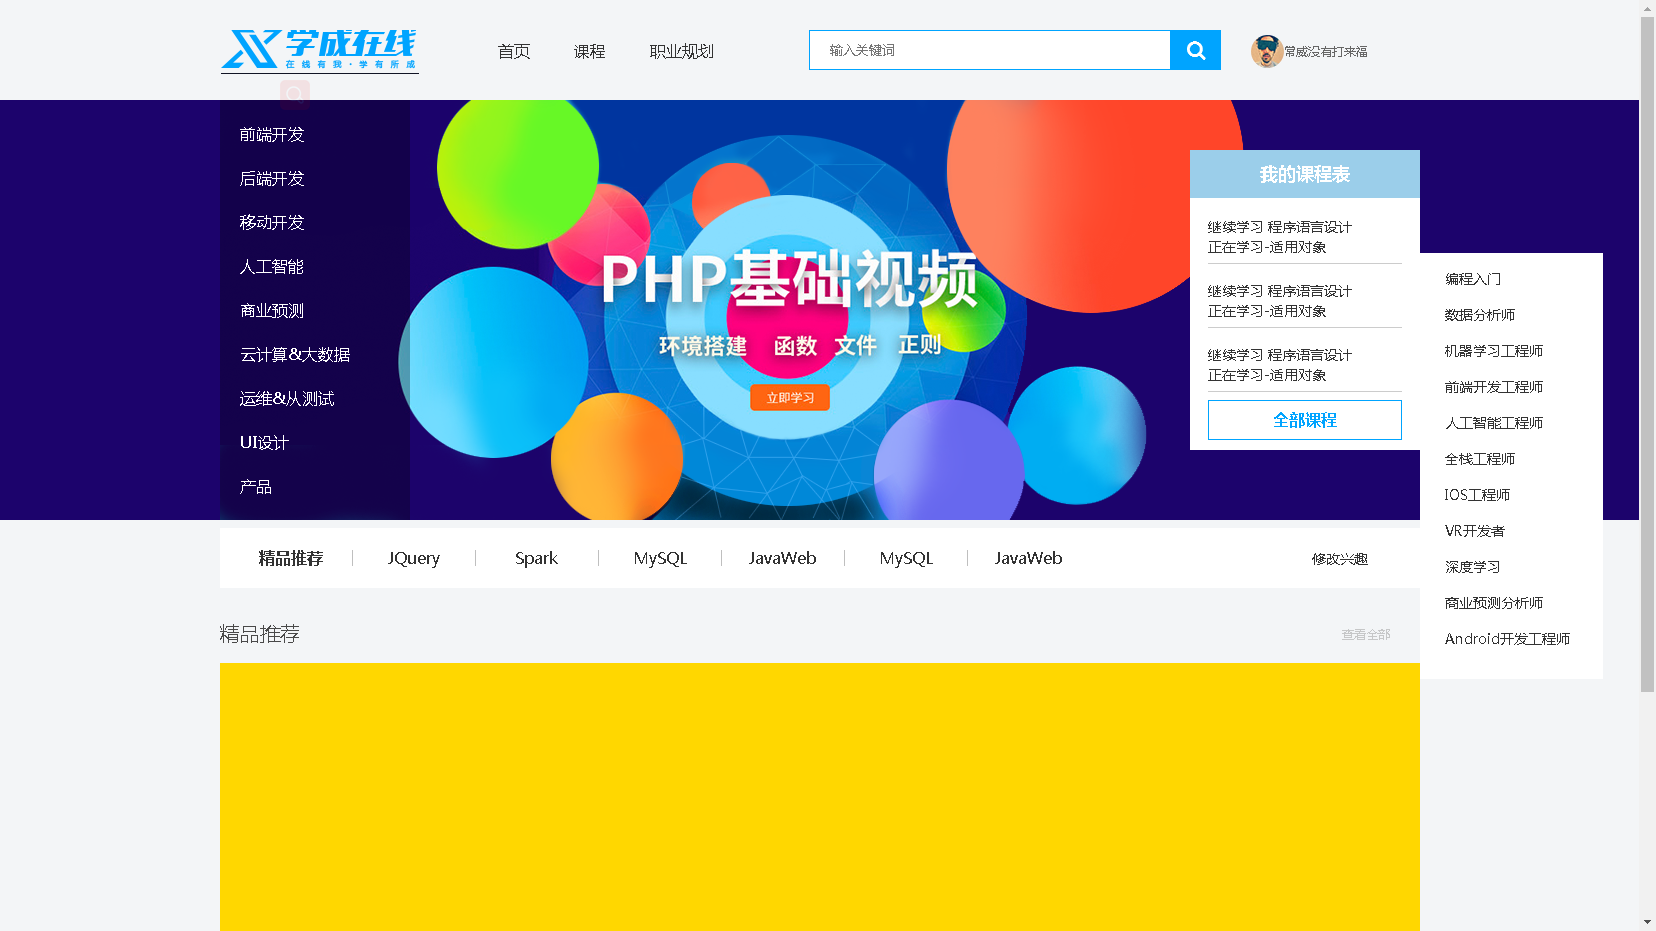 学成在线
在线有我·学有所成
首页 课程 职业规划
输入关键词
常威没有打来福
前端开发
后端开发
移动开发
人工智能
商业预测
云计算&大数据
运维&从测试
UI设计
产品
PHP基础视频
环境搭建 函数 文件 正则
立即学习
我的课程表
继续学习 程序语言设计
正在学习-适用对象
继续学习 程序语言设计
正在学习-适用对象
继续学习 程序语言设计
正在学习-适用对象
全部课程
编程入门
数据分析师
机器学习工程师
前端开发工程师
人工智能工程师
全栈工程师
IOS工程师
VR开发者
深度学习
商业预测分析师
Android开发工程师
精品推荐 JQuery Spark MySQL JavaWeb MySQL JavaWeb 修改兴趣
精品推荐 查看全部